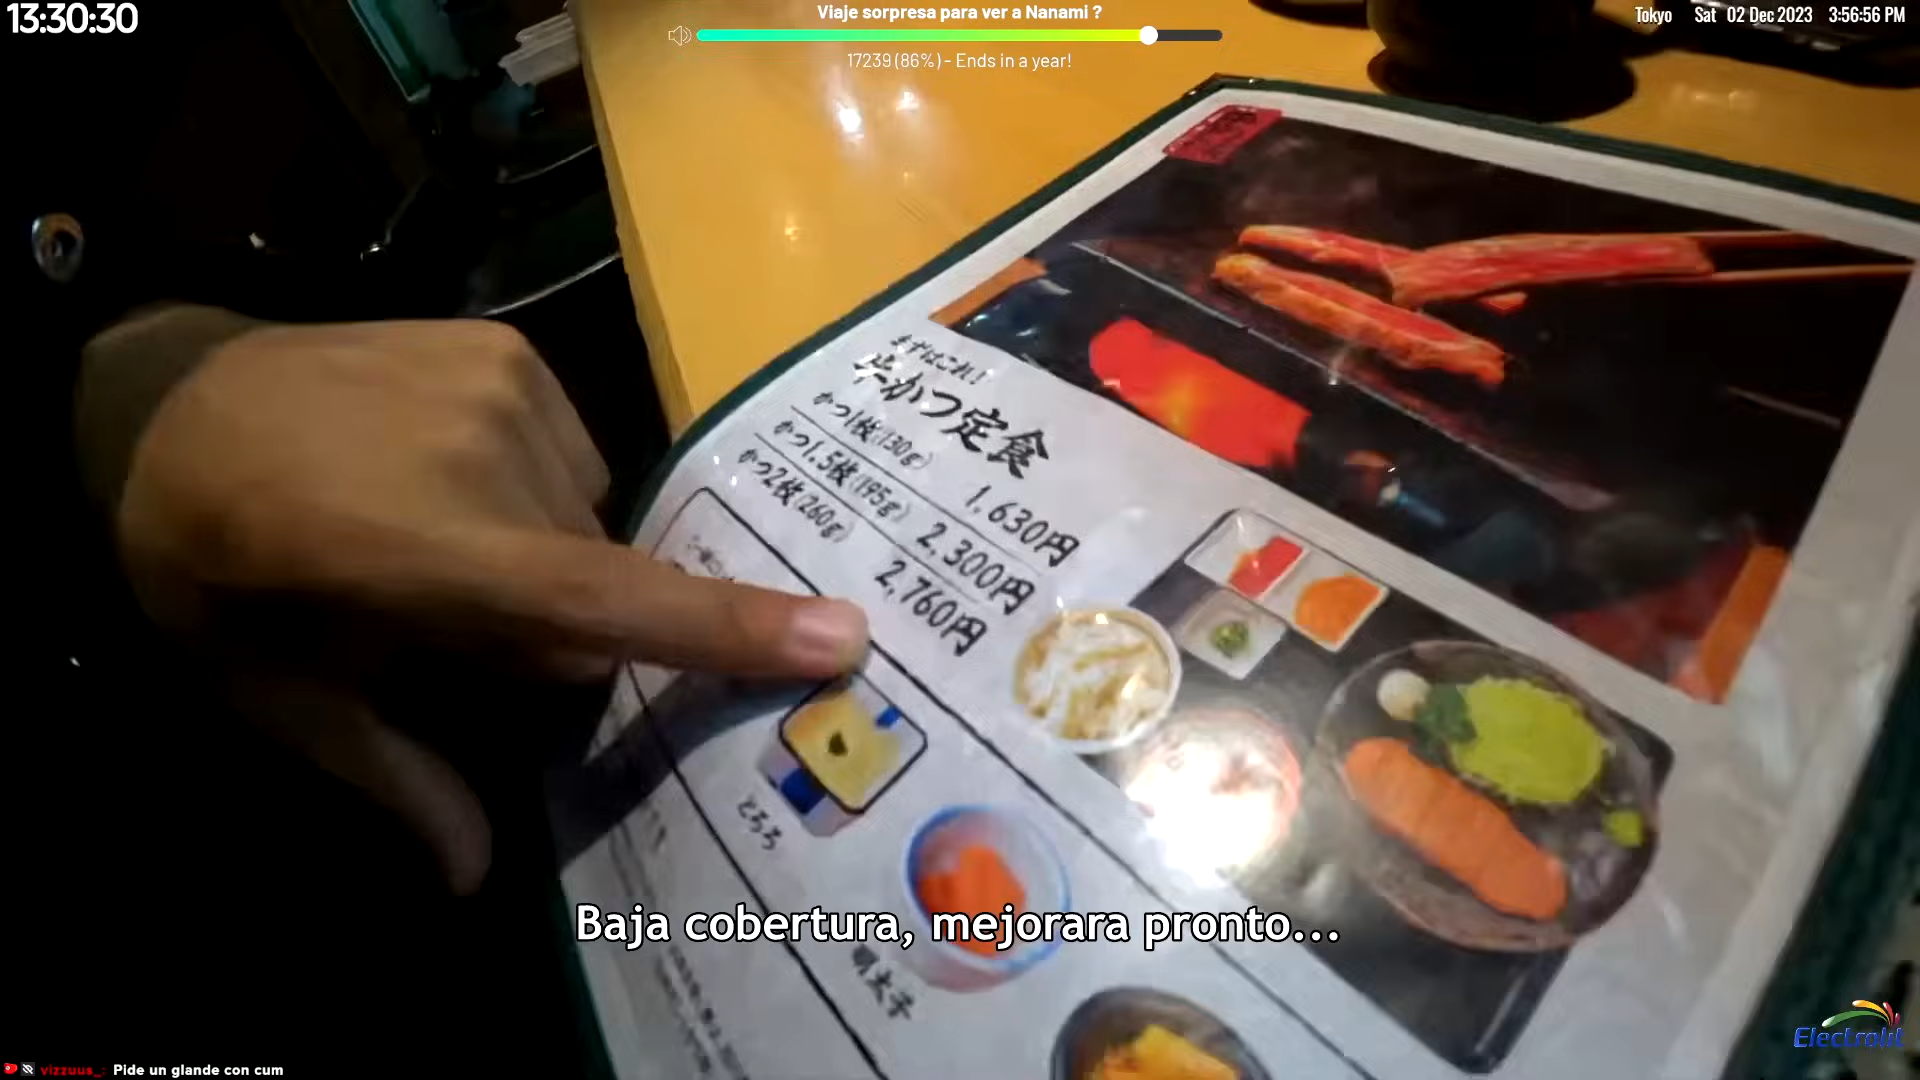 13:30:30
Viaje sorpresa para ver a Nanami ?
17239 (86%) - Ends in a year!
Tokyo Sat 02 Dec 2023 3:56:56 PM
まずはこれ!
牛かつ定食
かつ1枚(130g) 1,630円
かつ1.5枚(195g) 2,300円
かつ2枚(260g) 2,760円
とろろ
明太子
Baja cobertura, mejorara pronto...
Electrolil
vizzuus_: Pide un glande con cum